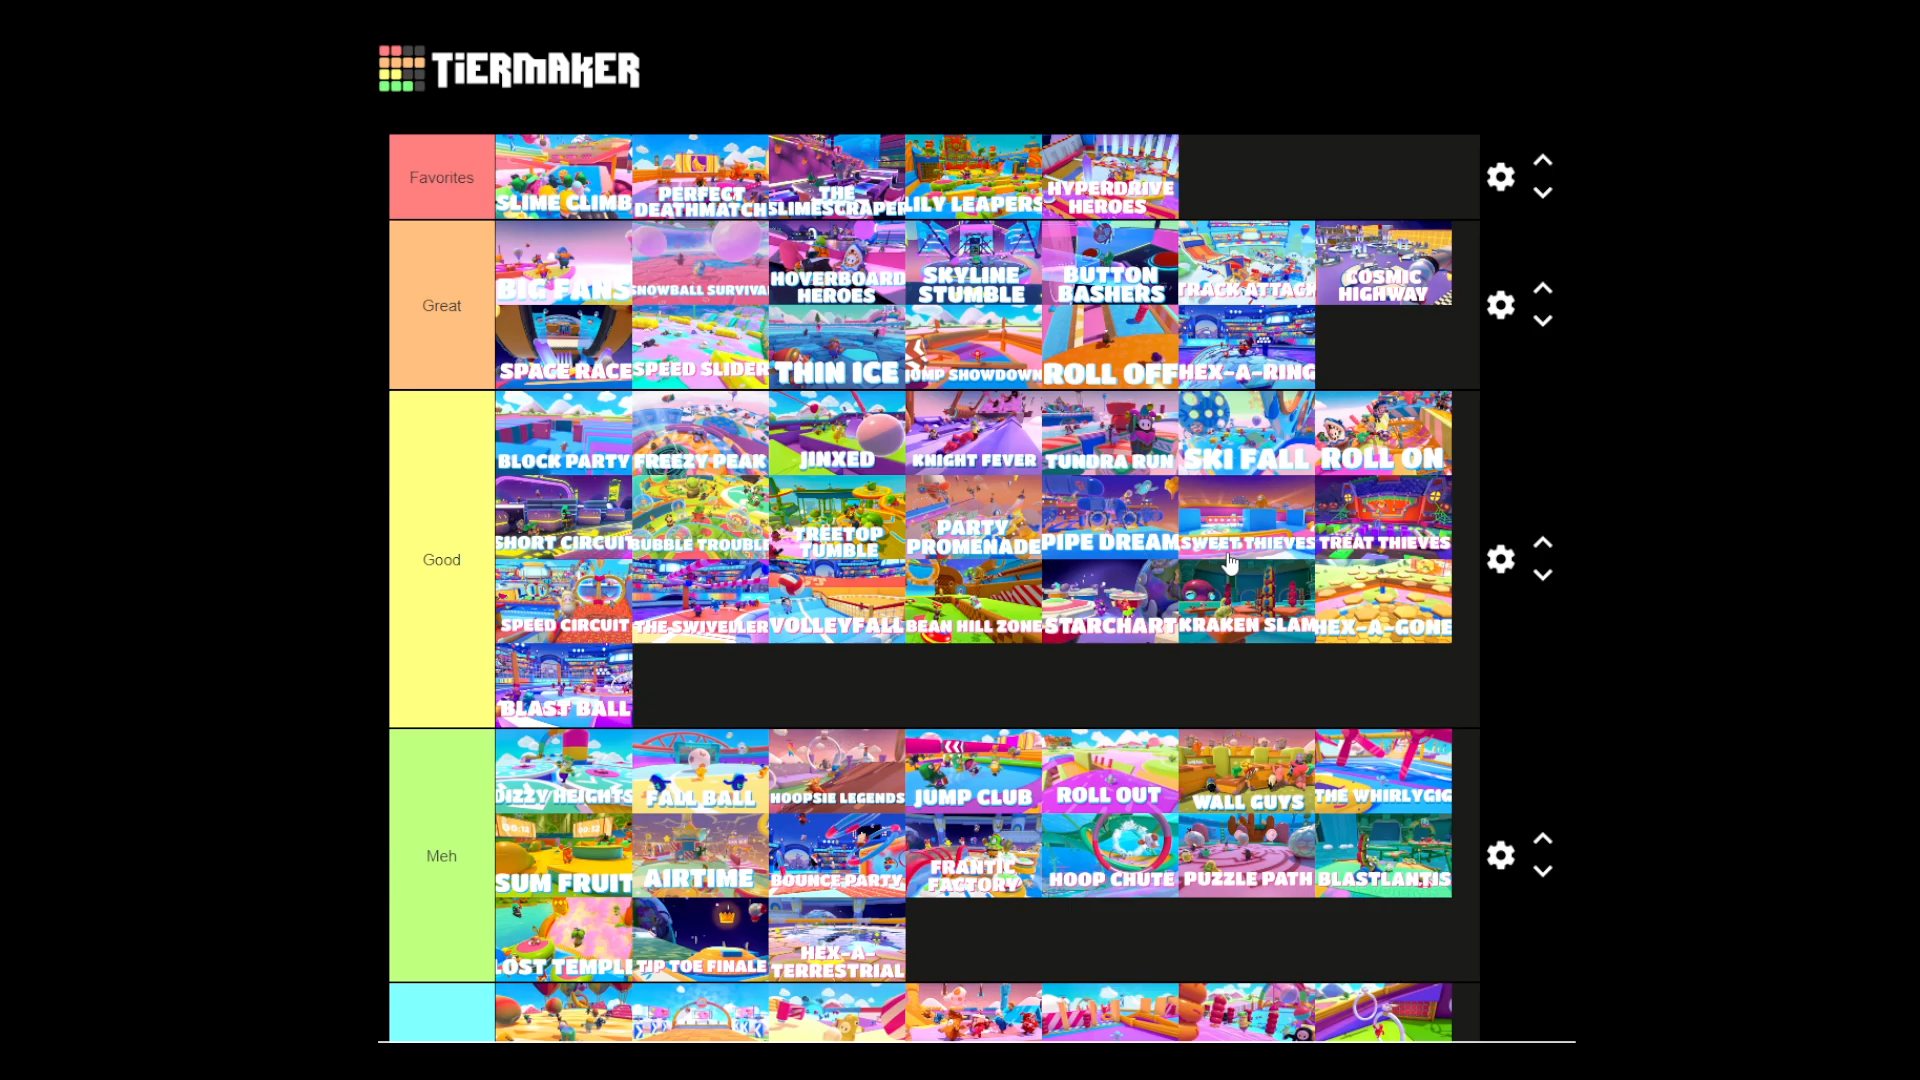 TiERMAKER
Favorites
SLIME CLIMB
PERFECT
DEATHMATCH
THE
SLIMESCRAPER
LILY LEAPERS
HYPERDRIVE
HEROES
Great
BIG FANS
SNOWBALL SURVIVAL
HOVERBOARD
HEROES
SKYLINE
STUMBLE
BUTTON
BASHERS
TRACK ATTACK
COSMIC
HIGHWAY
SPACE RACE
SPEED SLIDER
THIN ICE
JUMP SHOWDOWN
ROLL OFF
HEX-A-RING
Good
BLOCK PARTY
FREEZY PEAK
JINXED
KNIGHT FEVER
TUNDRA RUN
SKI FALL
ROLL ON
SHORT CIRCUIT
BUBBLE TROUBLE
TREETOP
TUMBLE
PARTY
PROMENADE
PIPE DREAM
SWEET THIEVES
TREAT THIEVES
SPEED CIRCUIT
THE SWIVELLER
VOLLEYFALL
BEAN HILL ZONE
STARCHART
KRAKEN SLAM
HEX-A-GONE
BLAST BALL
Meh
DIZZY HEIGHTS
FALL BALL
HOOPSIE LEGENDS
JUMP CLUB
ROLL OUT
WALL GUYS
THE WHIRLYGIG
00:12
00:12
SUM FRUIT
AIRTIME
BOUNCE PARTY
FRANTIC
FACTORY
HOOP CHUTE
PUZZLE PATH
BLASTLANTIS
LOST TEMPLE
TIP TOE FINALE
HEX-A-
TERRESTRIAL